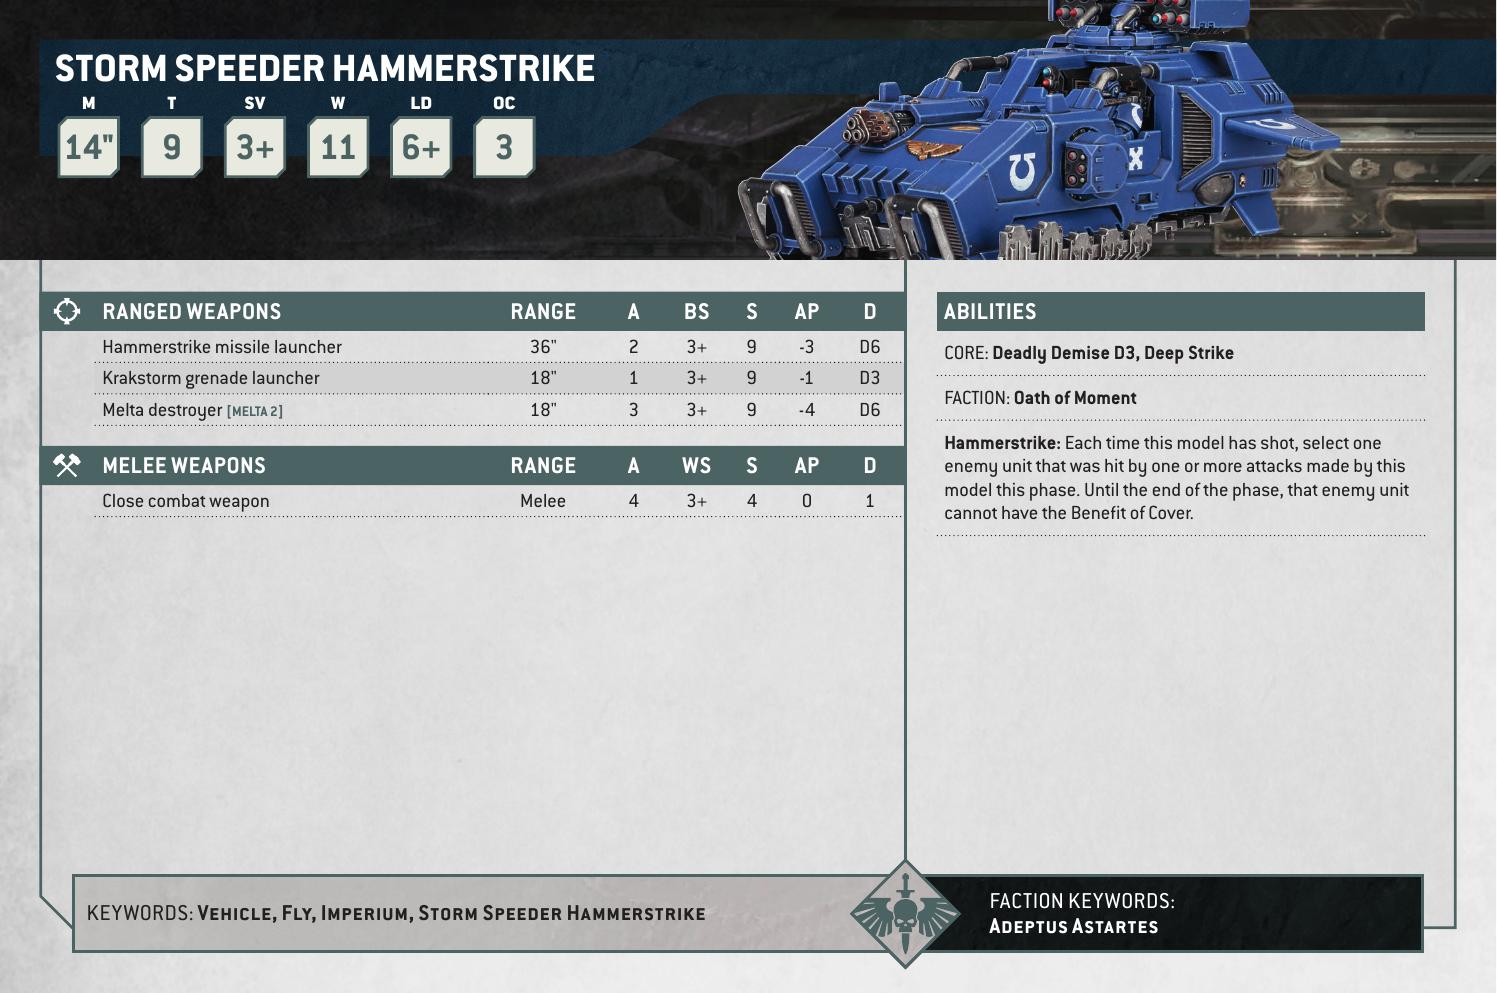 STORM SPEEDER HAMMERSTRIKE
M T SV W LD OC
14" 9 3+ 11 6+ 3
RANGED WEAPONS RANGE A BS S AP D
Hammerstrike missile launcher 36" 2 3+ 9 -3 D6
Krakstorm grenade launcher 18" 1 3+ 9 -1 D3
Melta destroyer [MELTA 2] 18" 3 3+ 9 -4 D6
MELEE WEAPONS RANGE A WS S AP D
Close combat weapon Melee 4 3+ 4 0 1
ABILITIES
CORE: Deadly Demise D3, Deep Strike
FACTION: Oath of Moment
Hammerstrike: Each time this model has shot, select one
enemy unit that was hit by one or more attacks made by this
model this phase. Until the end of the phase, that enemy unit
cannot have the Benefit of Cover.
KEYWORDS: VEHICLE, FLY, IMPERIUM, STORM SPEEDER HAMMERSTRIKE
FACTION KEYWORDS:
ADEPTUS ASTARTES